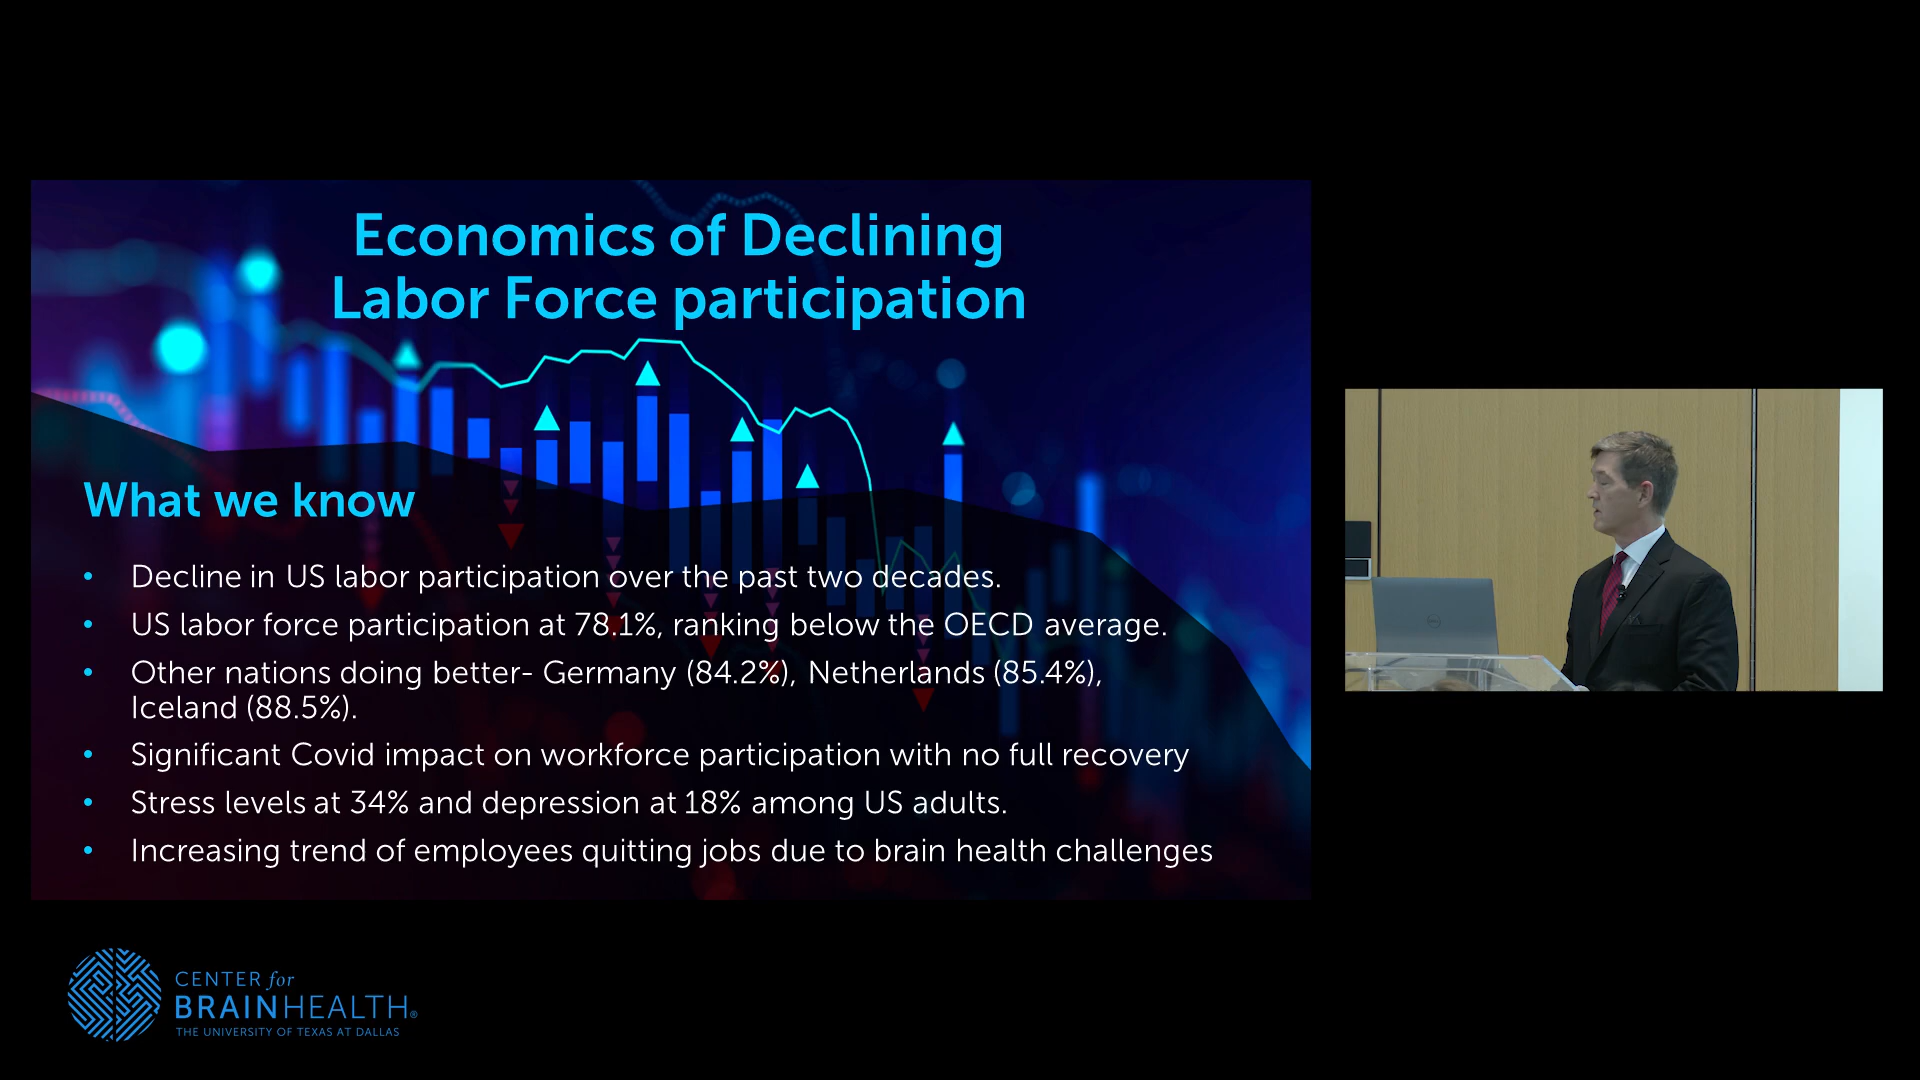 Economics of Declining
Labor Force participation
What we know
• Decline in US labor participation over the past two decades.
• US labor force participation at 78.1%, ranking below the OECD average.
• Other nations doing better- Germany (84.2%), Netherlands (85.4%),
Iceland (88.5%).
• Significant Covid impact on workforce participation with no full recovery
• Stress levels at 34% and depression at 18% among US adults.
• Increasing trend of employees quitting jobs due to brain health challenges
CENTER for
BRAINHEALTH®
THE UNIVERSITY OF TEXAS AT DALLAS